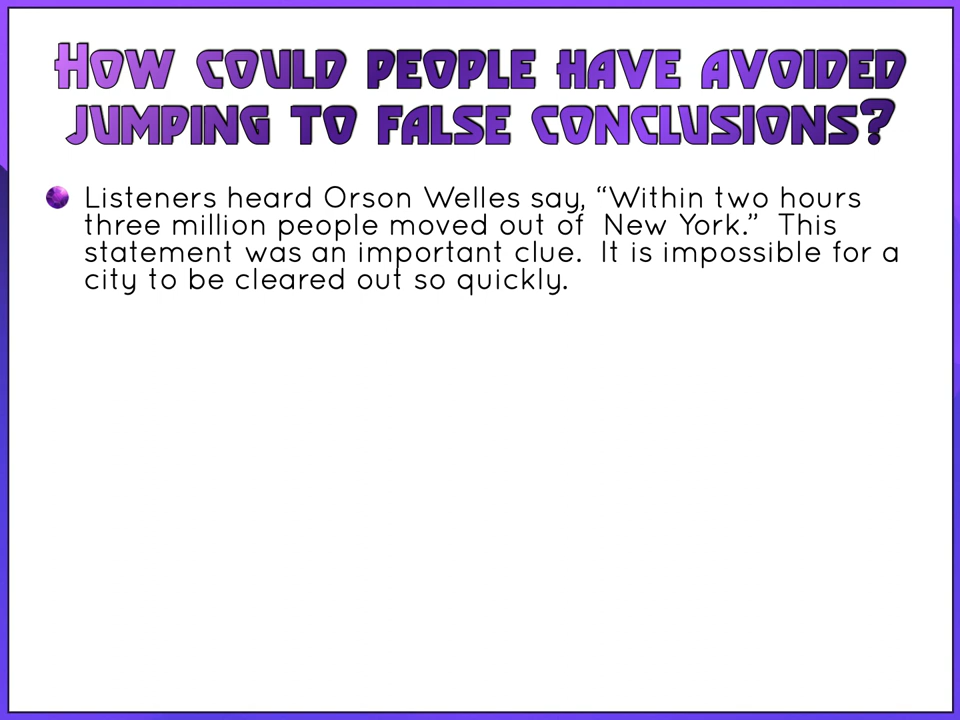 How could people have avoided
jumping to false conclusions?
Listeners heard Orson Welles say, “Within two hours
three million people moved out of  New York.”  This
statement was an important clue.  It is impossible for a
city to be cleared out so quickly.